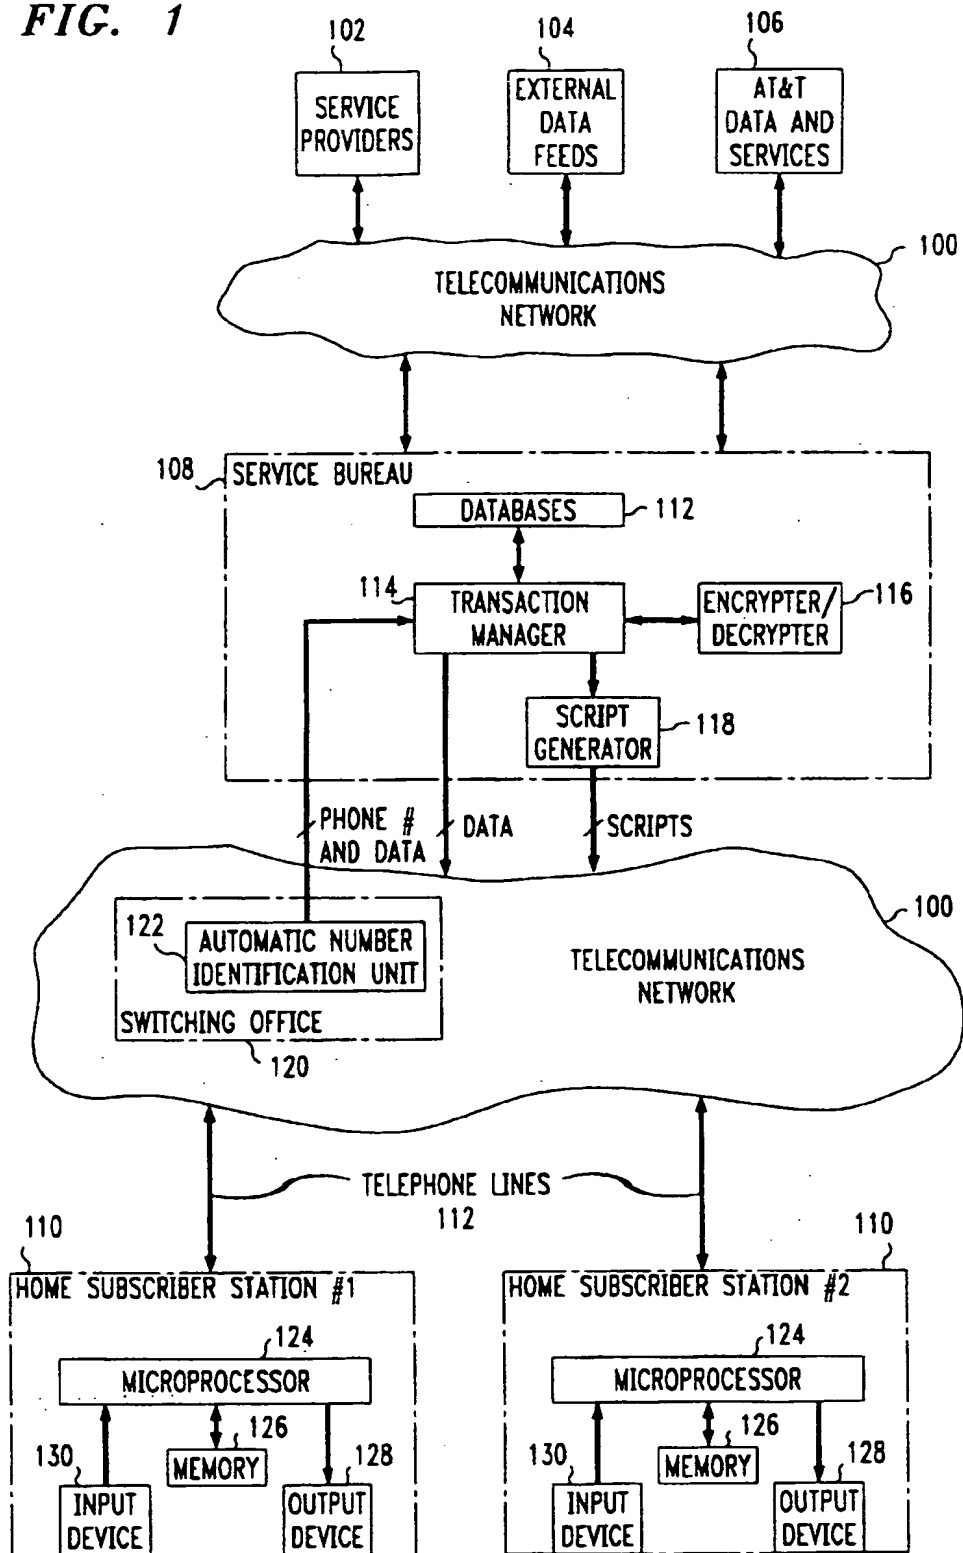 FIG. 1
102
104
106
SERVICE
PROVIDERS
EXTERNAL
DATA
FEEDS
AT&T
DATA AND
SERVICES
100
TELECOMMUNICATIONS
NETWORK
108
SERVICE BUREAU
DATABASES
112
114
TRANSACTION
MANAGER
ENCRYPTER/
DECRYPTER
116
SCRIPT
GENERATOR
118
PHONE #
AND DATA
DATA
SCRIPTS
100
122
AUTOMATIC NUMBER
IDENTIFICATION UNIT
SWITCHING OFFICE
120
TELECOMMUNICATIONS
NETWORK
TELEPHONE LINES
112
110
HOME SUBSCRIBER STATION #1
124
MICROPROCESSOR
126
MEMORY
130
INPUT
DEVICE
128
OUTPUT
DEVICE
110
HOME SUBSCRIBER STATION #2
124
MICROPROCESSOR
126
MEMORY
130
INPUT
DEVICE
128
OUTPUT
DEVICE